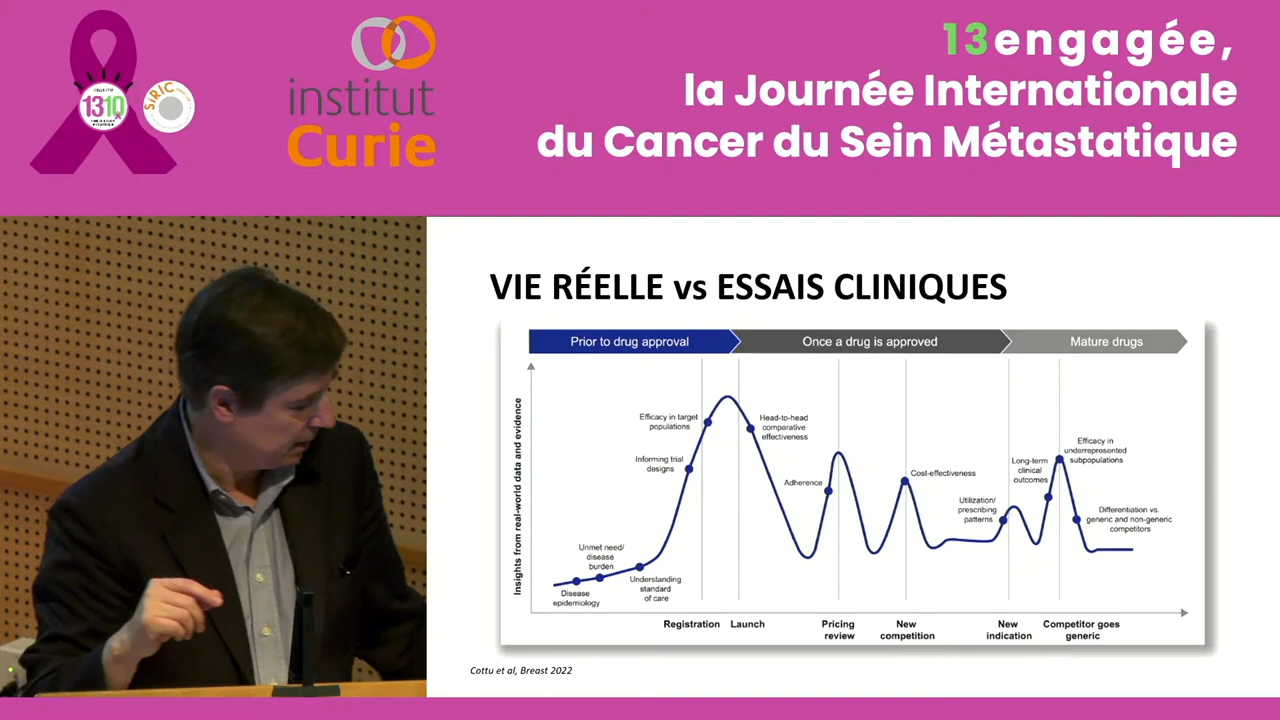 13engagée,
la Journée Internationale
du Cancer du Sein Métastatique
1310
SiRIC
institut
Curie
VIE RÉELLE vs ESSAIS CLINIQUES
Prior to drug approval
Once a drug is approved
Mature drugs
Insights from real-world data and evidence
Disease
epidemiology
Unmet need/
disease
burden
Understanding
standard
of care
Informing trial
designs
Efficacy in target
populations
Head-to-head
comparative
effectiveness
Adherence
Cost-effectiveness
Utilization/
prescribing
patterns
Long-term
clinical
outcomes
Efficacy in
underrepresented
subpopulations
Differentiation vs.
generic and non-generic
competitors
Registration
Launch
Pricing
review
New
competition
New
indication
Competitor goes
generic
Cottu et al, Breast 2022